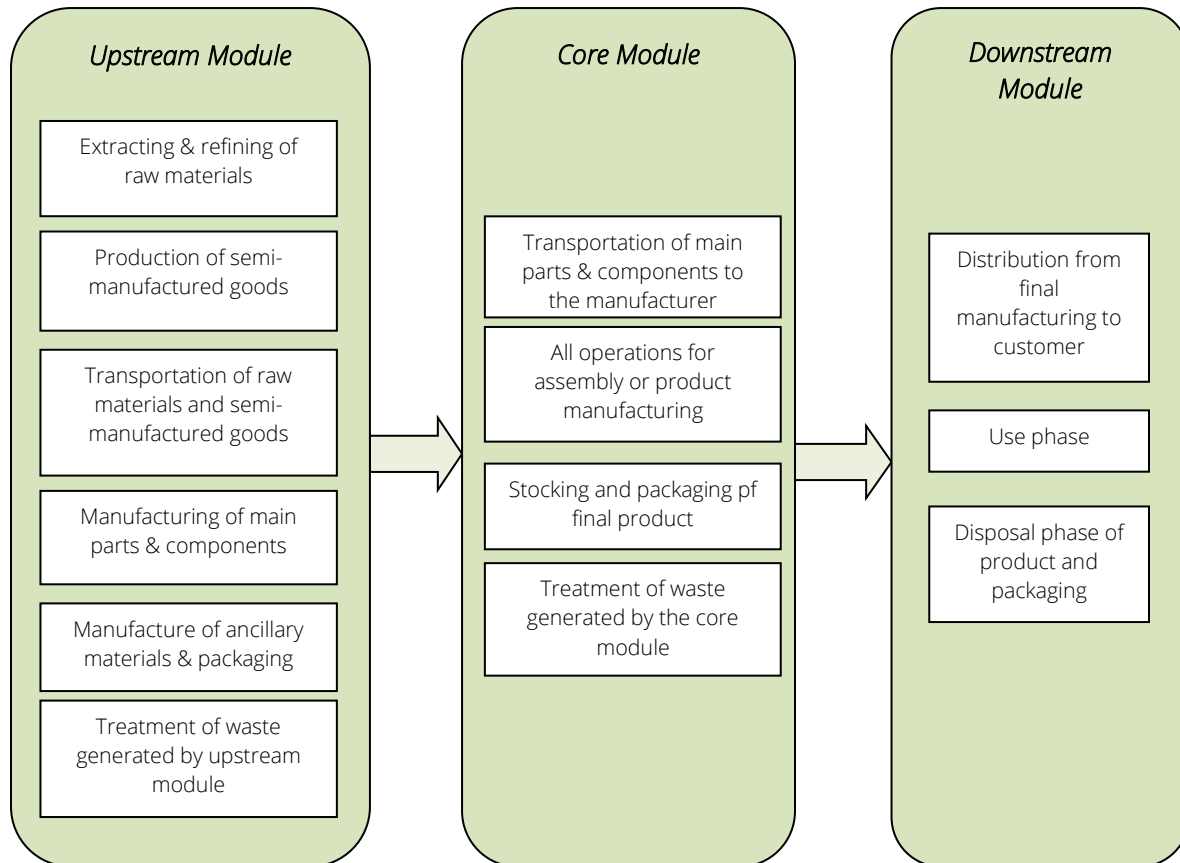 Upstream Module
Extracting & refining of
raw materials
Production of semi-
manufactured goods
Transportation of raw
materials and semi-
manufactured goods
Manufacturing of main
parts & components
Manufacture of ancillary
materials & packaging
Treatment of waste
generated by upstream
module
Core Module
Transportation of main
parts & components to
the manufacturer
All operations for
assembly or product
manufacturing
Stocking and packaging pf
final product
Treatment of waste
generated by the core
module
Downstream
Module
Distribution from
final
manufacturing to
customer
Use phase
Disposal phase of
product and
packaging